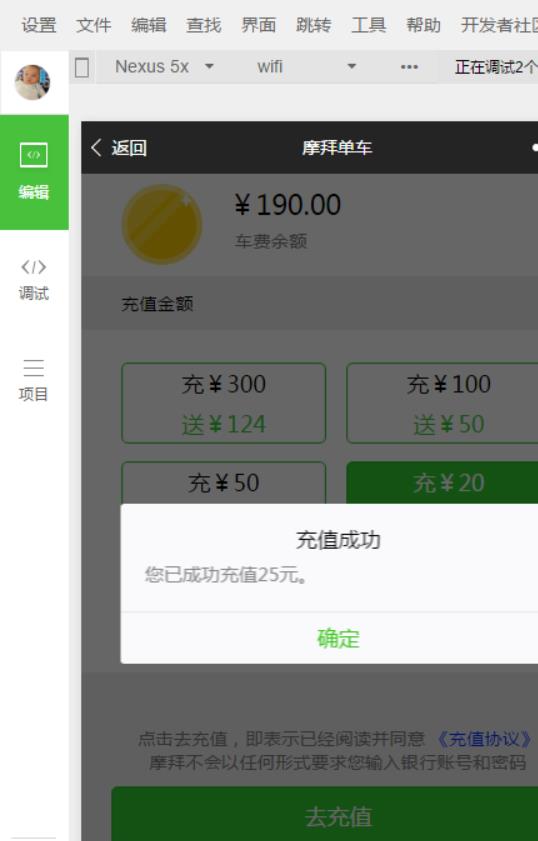 设置 文件 编辑 查找 界面 跳转 工具 帮助 开发者社区
Nexus 5x wifi ••• 正在调试2个
返回 摩拜单车
编辑
¥190.00
车费余额
调试
充值金额
项目
充¥300 充¥100
送¥124 送¥50
充¥50 充¥20
充值成功
您已成功充值25元。
确定
点击去充值，即表示已经阅读并同意 《充值协议》
摩拜不会以任何形式要求您输入银行账号和密码
去充值